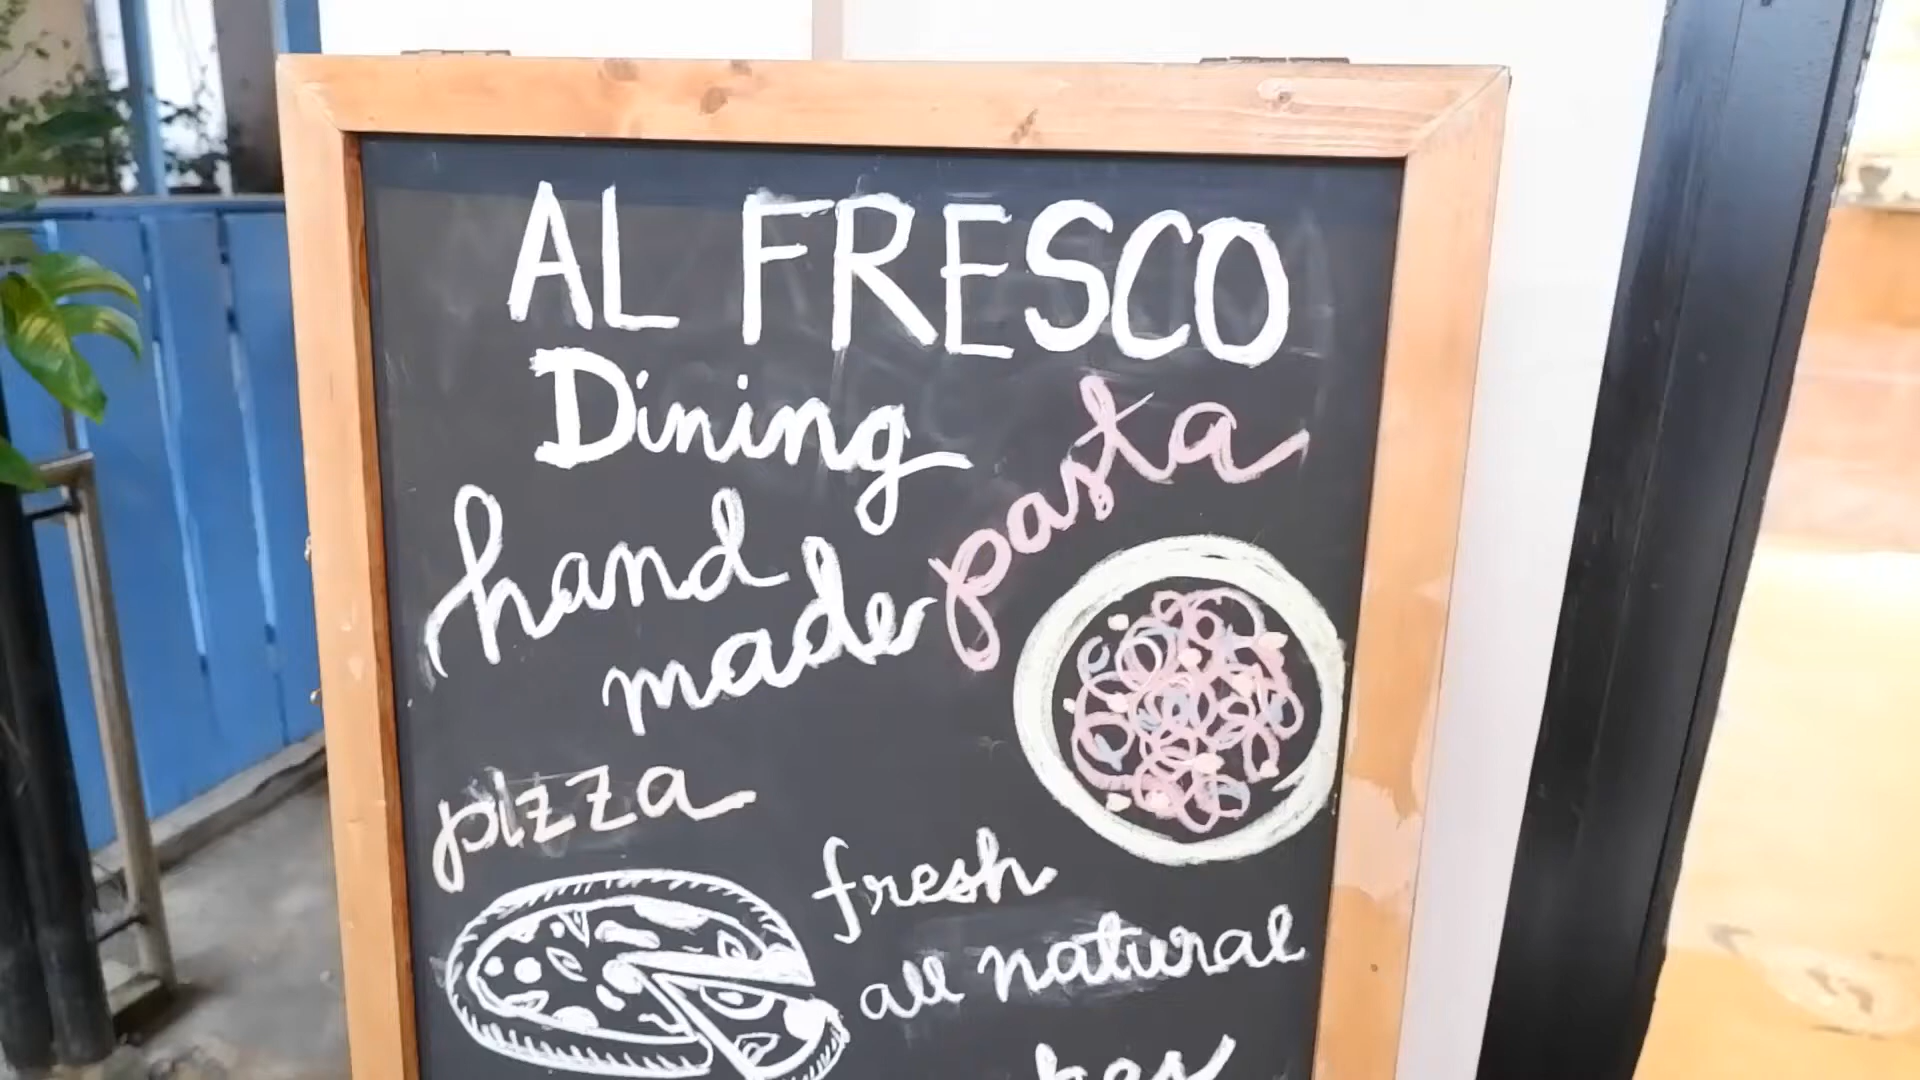 AL FRESCO
Dining
hand
made pasta
pizza
fresh
all natural